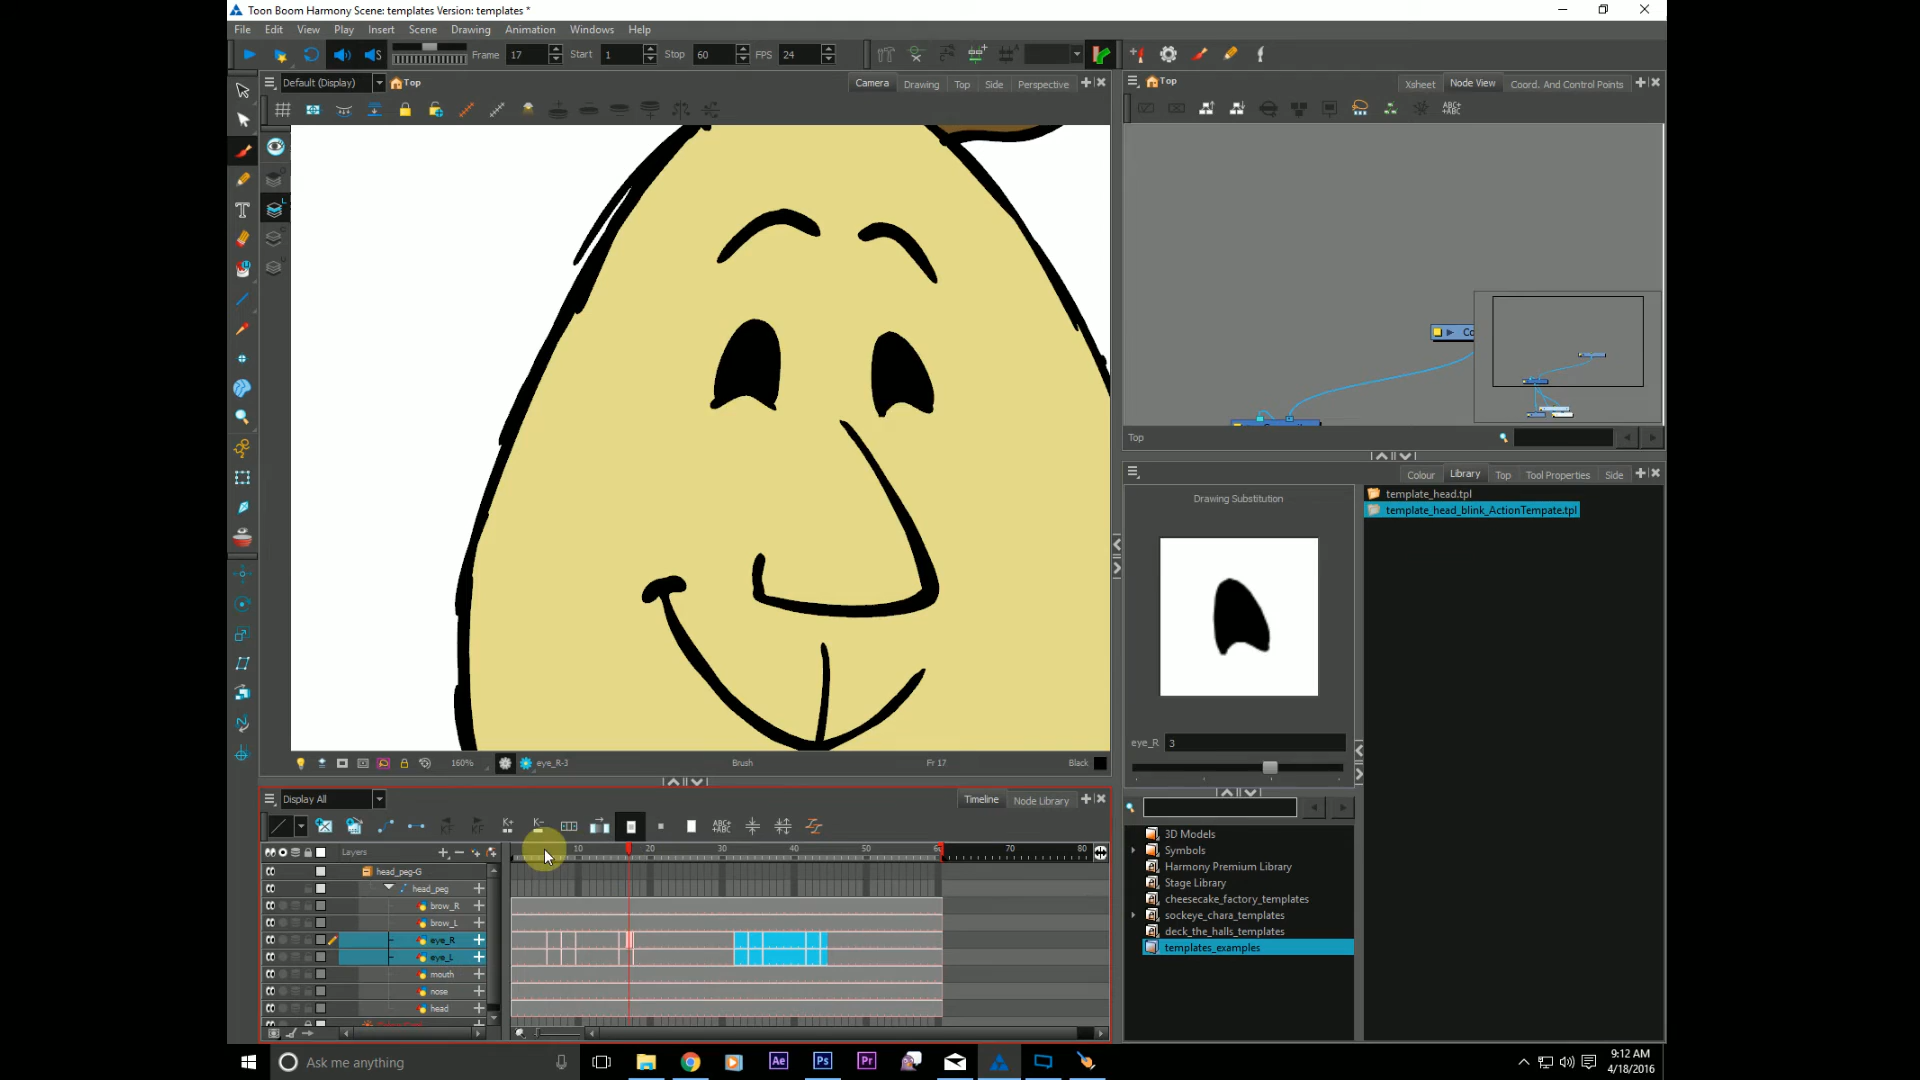 Toon Boom Harmony Scene: templates Version: templates *
File Edit View Play Insert Scene Drawing Animation Windows Help
Frame 17 Start 1 Stop 60 FPS 24
Default (Display) Top Camera Drawing Top Side Perspective
Top Xsheet Node View Coord. And Control Points
ABC+
Co
Top
Colour Library Top Tool Properties Side
Drawing Substitution
template_head.tpl
template_head_blink_ActionTempate.tpl
eye_R 3
160% eye_R-3 Brush Fr 17 Black
Display All Timeline Node Library
Layers 10 20 30 40 50 70 80
head_peg-G
head_peg
brow_R
brow_L
eye_R
eye_L
mouth
nose
head
3D Models
Symbols
Harmony Premium Library
Stage Library
cheesecake_factory_templates
sockeye_chara_templates
deck_the_halls_templates
templates_examples
Ask me anything
Ae Ps Pr
9:12 AM
4/18/2016